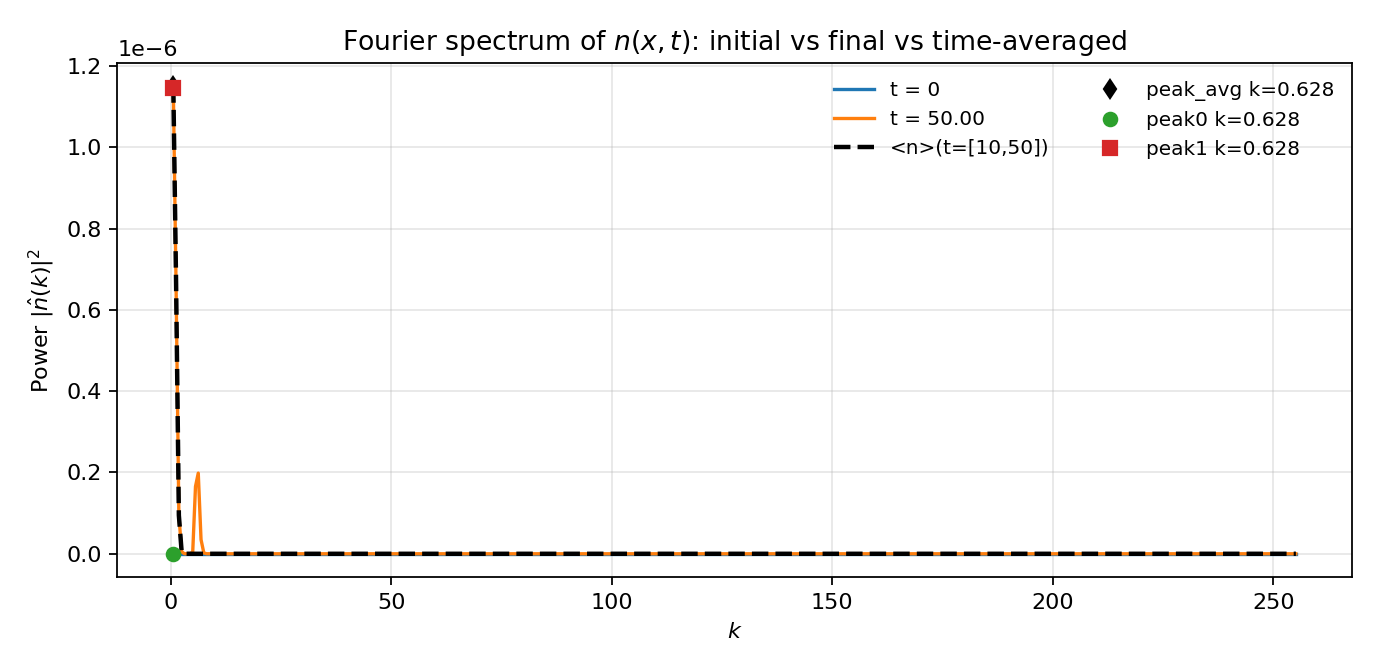 Fourier spectrum of n(x, t): initial vs final vs time-averaged
1e−6
1.2
1.0
0.8
0.6
0.4
0.2
0.0
Power |n̂(k)|²
0
50
100
150
200
250
k
t = 0
t = 50.00
<n>(t=[10,50])
peak_avg k=0.628
peak0 k=0.628
peak1 k=0.628